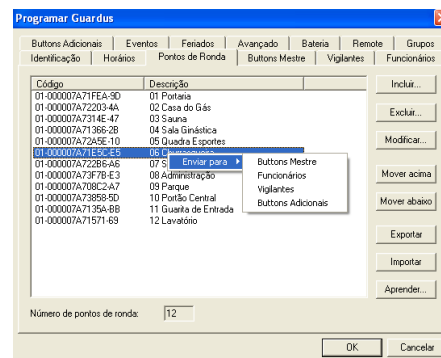 Programar Guardus
Buttons Adicionais Eventos Feriados Avançado Bateria Remote Grupos
Identificação Horários Pontos de Ronda Buttons Mestre Vigilantes Funcionários
Código Descrição
01-000007A71FEA-9D 01 Portaria
01-000007A72203-4A 02 Casa do Gás
01-000007A7314E-47 03 Sauna
01-000007A71366-2B 04 Sala Ginástica
01-000007A72A5E-10 05 Quadra Esportes
01-000007A71E5C-E5 06 Churrasqueira
01-000007A722B6-A6 07 S
01-000007A73F7B-E3 08 Administração
01-000007A708C2-A7 09 Parque
01-000007A73858-5D 10 Portão Central
01-000007A7135A-BB 11 Guarita de Entrada
01-000007A71571-69 12 Lavatório
Enviar para
Buttons Mestre
Funcionários
Vigilantes
Buttons Adicionais
Incluir...
Excluir...
Modificar...
Mover acima
Mover abaixo
Exportar
Importar
Aprender...
Número de pontos de ronda: 12
OK Cancelar